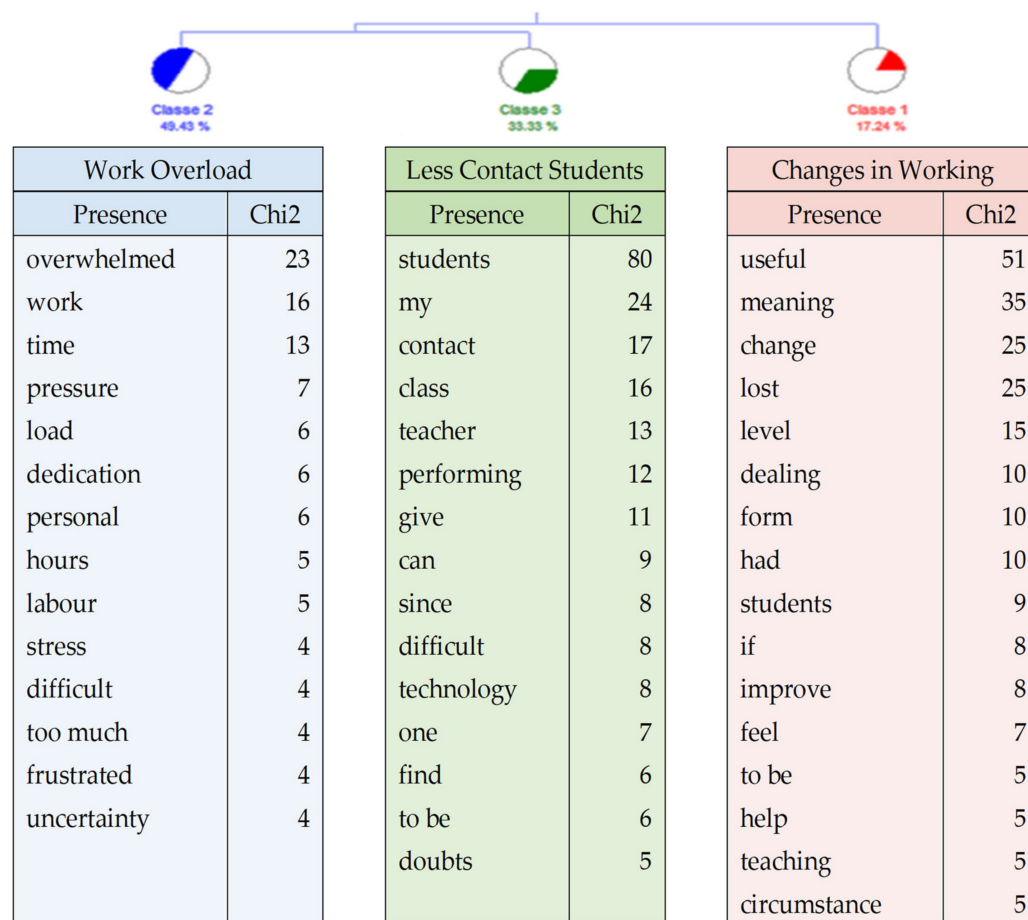 Classe 2
49.43 %
Classe 3
33.33 %
Classe 1
17.24 %
Work Overload
Presence Chi2
overwhelmed 23
work 16
time 13
pressure 7
load 6
dedication 6
personal 6
hours 5
labour 5
stress 4
difficult 4
too much 4
frustrated 4
uncertainty 4
Less Contact Students
Presence Chi2
students 80
my 24
contact 17
class 16
teacher 13
performing 12
give 11
can 9
since 8
difficult 8
technology 8
one 7
find 6
to be 6
doubts 5
Changes in Working
Presence Chi2
useful 51
meaning 35
change 25
lost 25
level 15
dealing 10
form 10
had 10
students 9
if 8
improve 8
feel 7
to be 5
help 5
teaching 5
circumstance 5